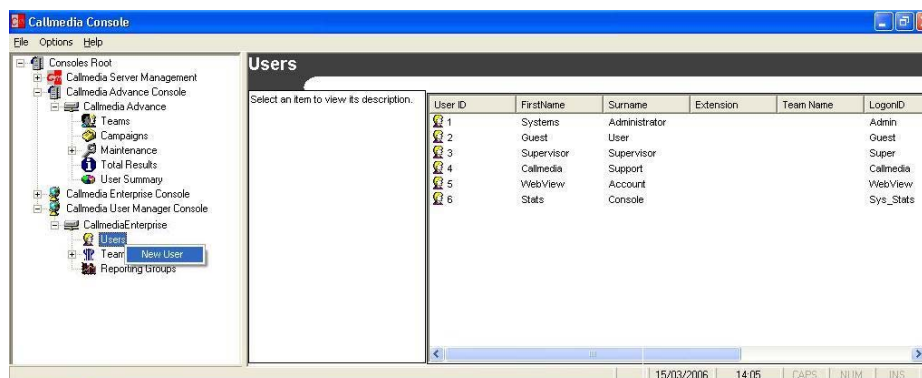 Callmedia Console
File Options Help
Consoles Root
Callmedia Server Management
Callmedia Advance Console
Callmedia Advance
Teams
Campaigns
Maintenance
Total Results
User Summary
Callmedia Enterprise Console
Callmedia User Manager Console
CallmediaEnterprise
Users
Team
New User
Reporting Groups
Users
Select an item to view its description.
User ID FirstName Surname Extension Team Name LogonID
1 Systems Administrator Admin
2 Guest User Guest
3 Supervisor Supervisor Super
4 Callmedia Support Callmedia
5 WebView Account WebView
6 Stats Console Sys_Stats
15/03/2006 14:05 CAPS NUM INS